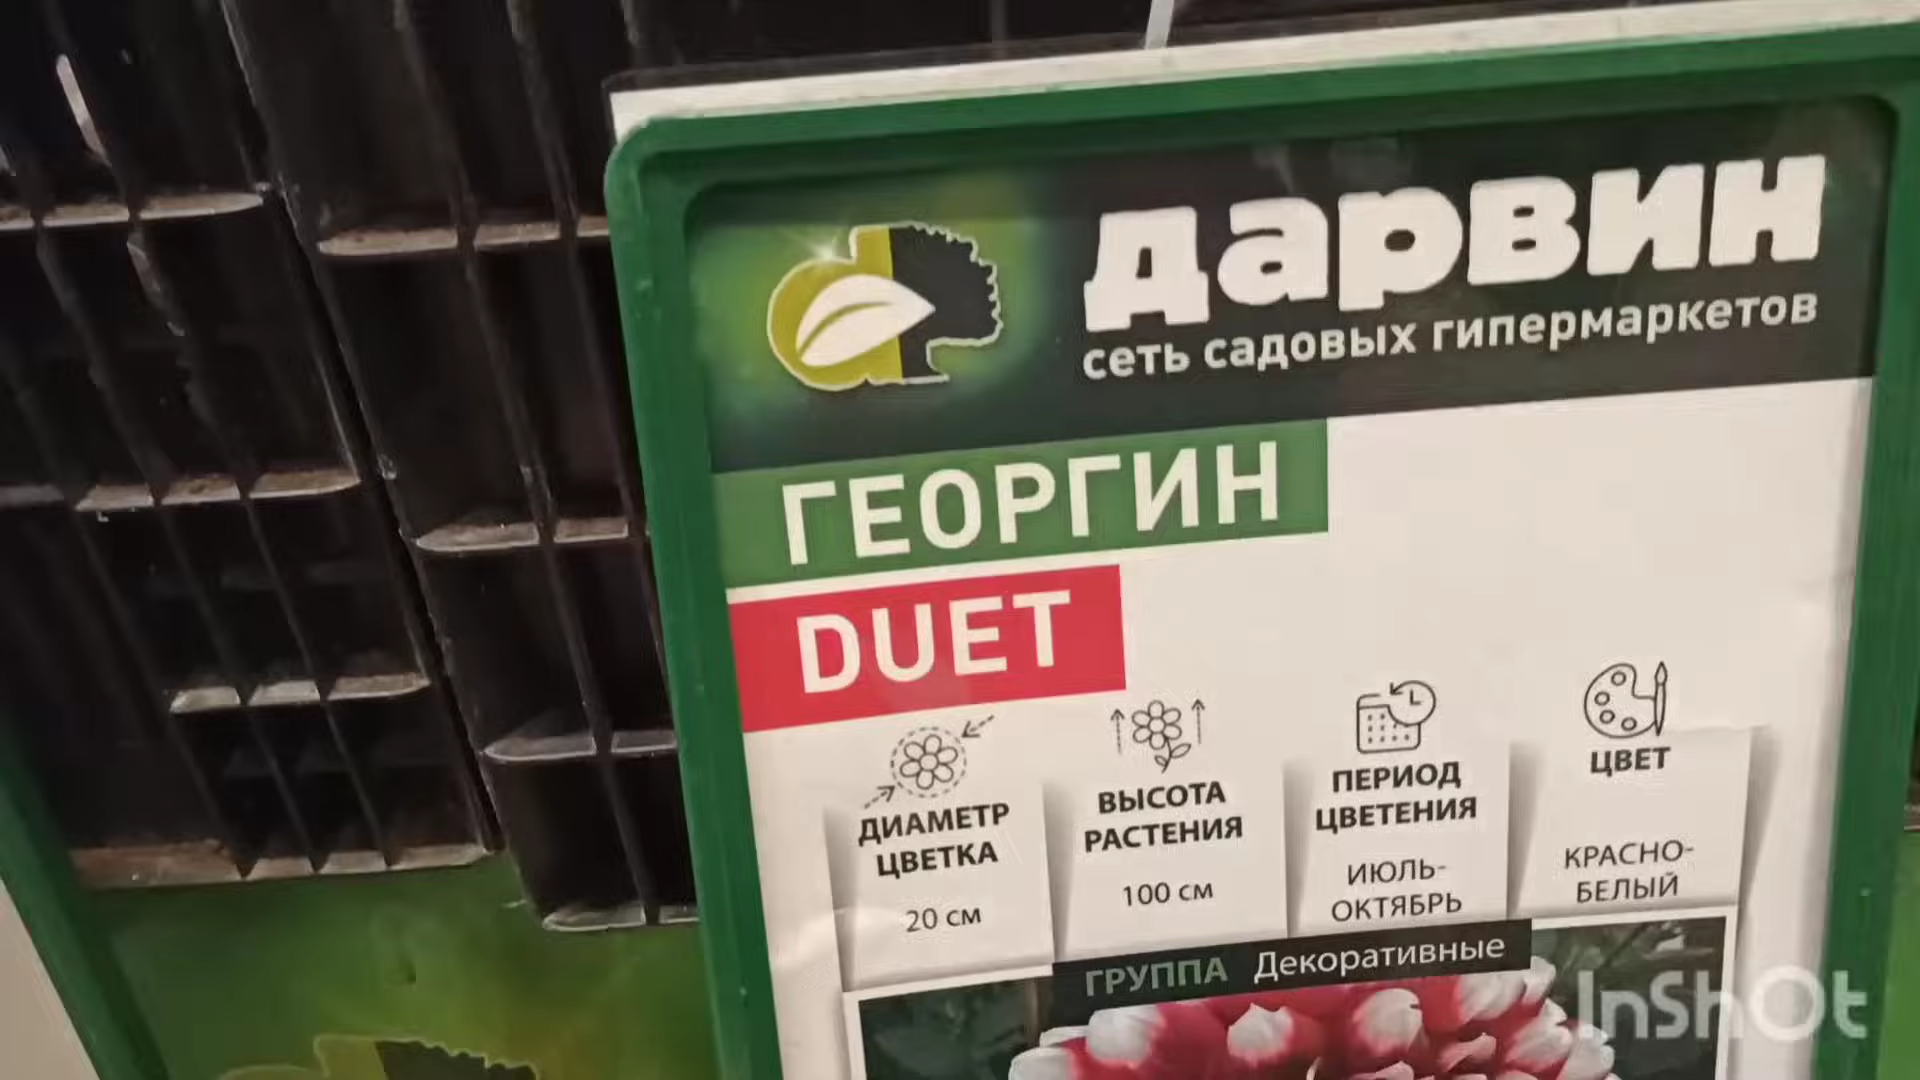 дарвин
сеть садовых гипермаркетов
ГЕОРГИН
DUET
ДИАМЕТР
ЦВЕТКА
20 см
ВЫСОТА
РАСТЕНИЯ
100 см
ПЕРИОД
ЦВЕТЕНИЯ
ИЮЛЬ-
ОКТЯБРЬ
ЦВЕТ
КРАСНО-
БЕЛЫЙ
ГРУППА Декоративные
InShOt